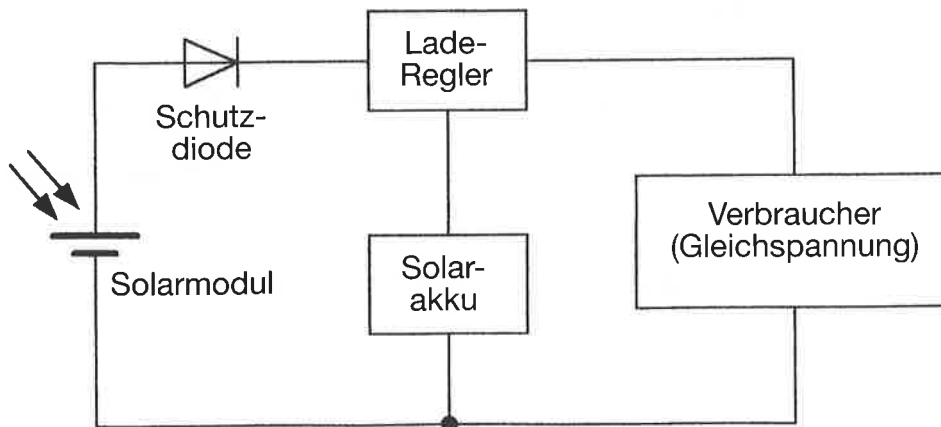 Lade-
Regler
Schutz-
diode
Verbraucher
(Gleichspannung)
Solar-
akku
Solarmodul